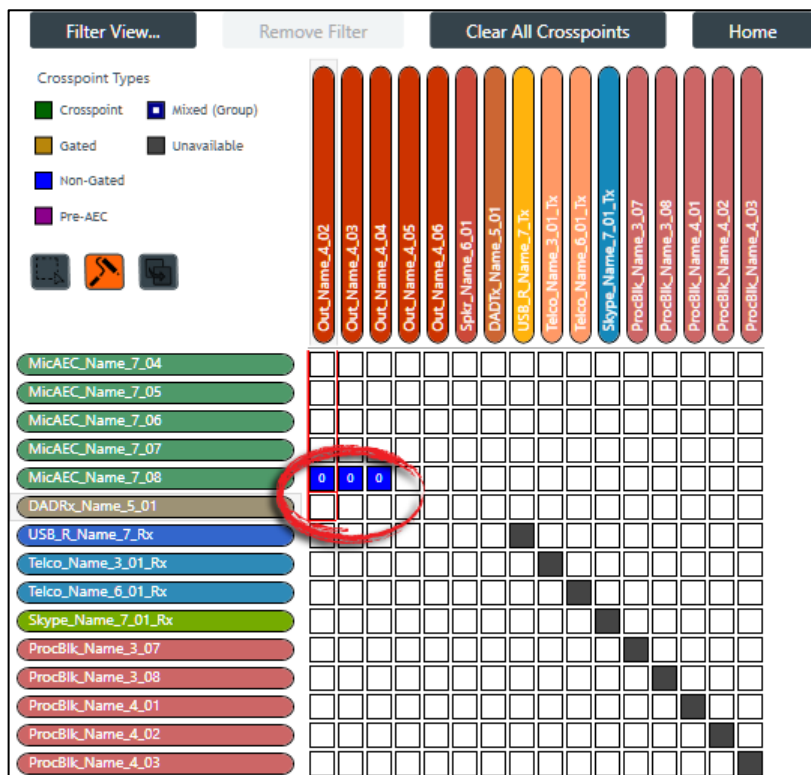 Filter View...
Remove Filter
Clear All Crosspoints
Home
Crosspoint Types
Crosspoint
Mixed (Group)
Gated
Unavailable
Non-Gated
Pre-AEC
Out_Name_4_02
Out_Name_4_03
Out_Name_4_04
Out_Name_4_05
Out_Name_4_06
Spkr_Name_6_01
DADTx_Name_5_01
USB_R_Name_7_Tx
Telco_Name_3_01_Tx
Telco_Name_6_01_Tx
Skype_Name_7_01_Tx
ProcBlk_Name_3_07
ProcBlk_Name_3_08
ProcBlk_Name_4_01
ProcBlk_Name_4_02
ProcBlk_Name_4_03
MicAEC_Name_7_04
MicAEC_Name_7_05
MicAEC_Name_7_06
MicAEC_Name_7_07
MicAEC_Name_7_08 0 0 0
DADRx_Name_5_01
USB_R_Name_7_Rx
Telco_Name_3_01_Rx
Telco_Name_6_01_Rx
Skype_Name_7_01_Rx
ProcBlk_Name_3_07
ProcBlk_Name_3_08
ProcBlk_Name_4_01
ProcBlk_Name_4_02
ProcBlk_Name_4_03